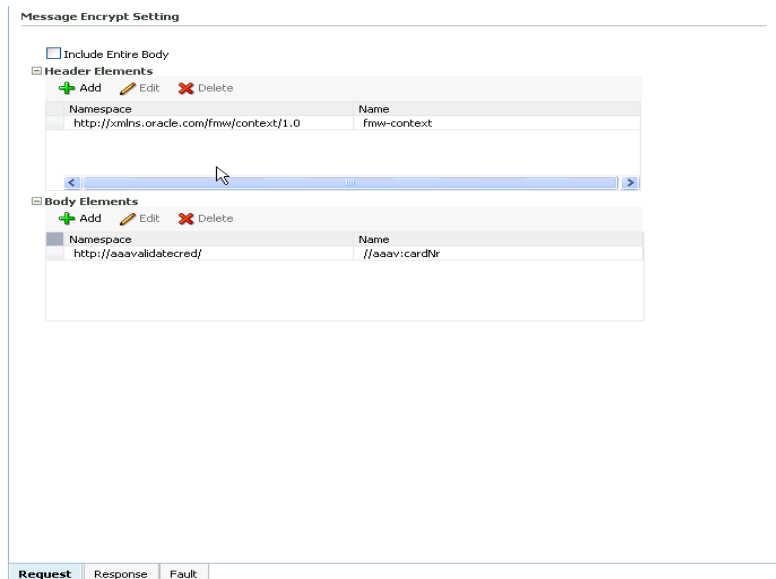 Message Encrypt Setting
Include Entire Body
Header Elements
Add Edit Delete
Namespace Name
http://xmlns.oracle.com/fmw/context/1.0 fmw-context
Body Elements
Add Edit Delete
Namespace Name
http://aaavalidatecred/ //aaav:cardNr
Request Response Fault